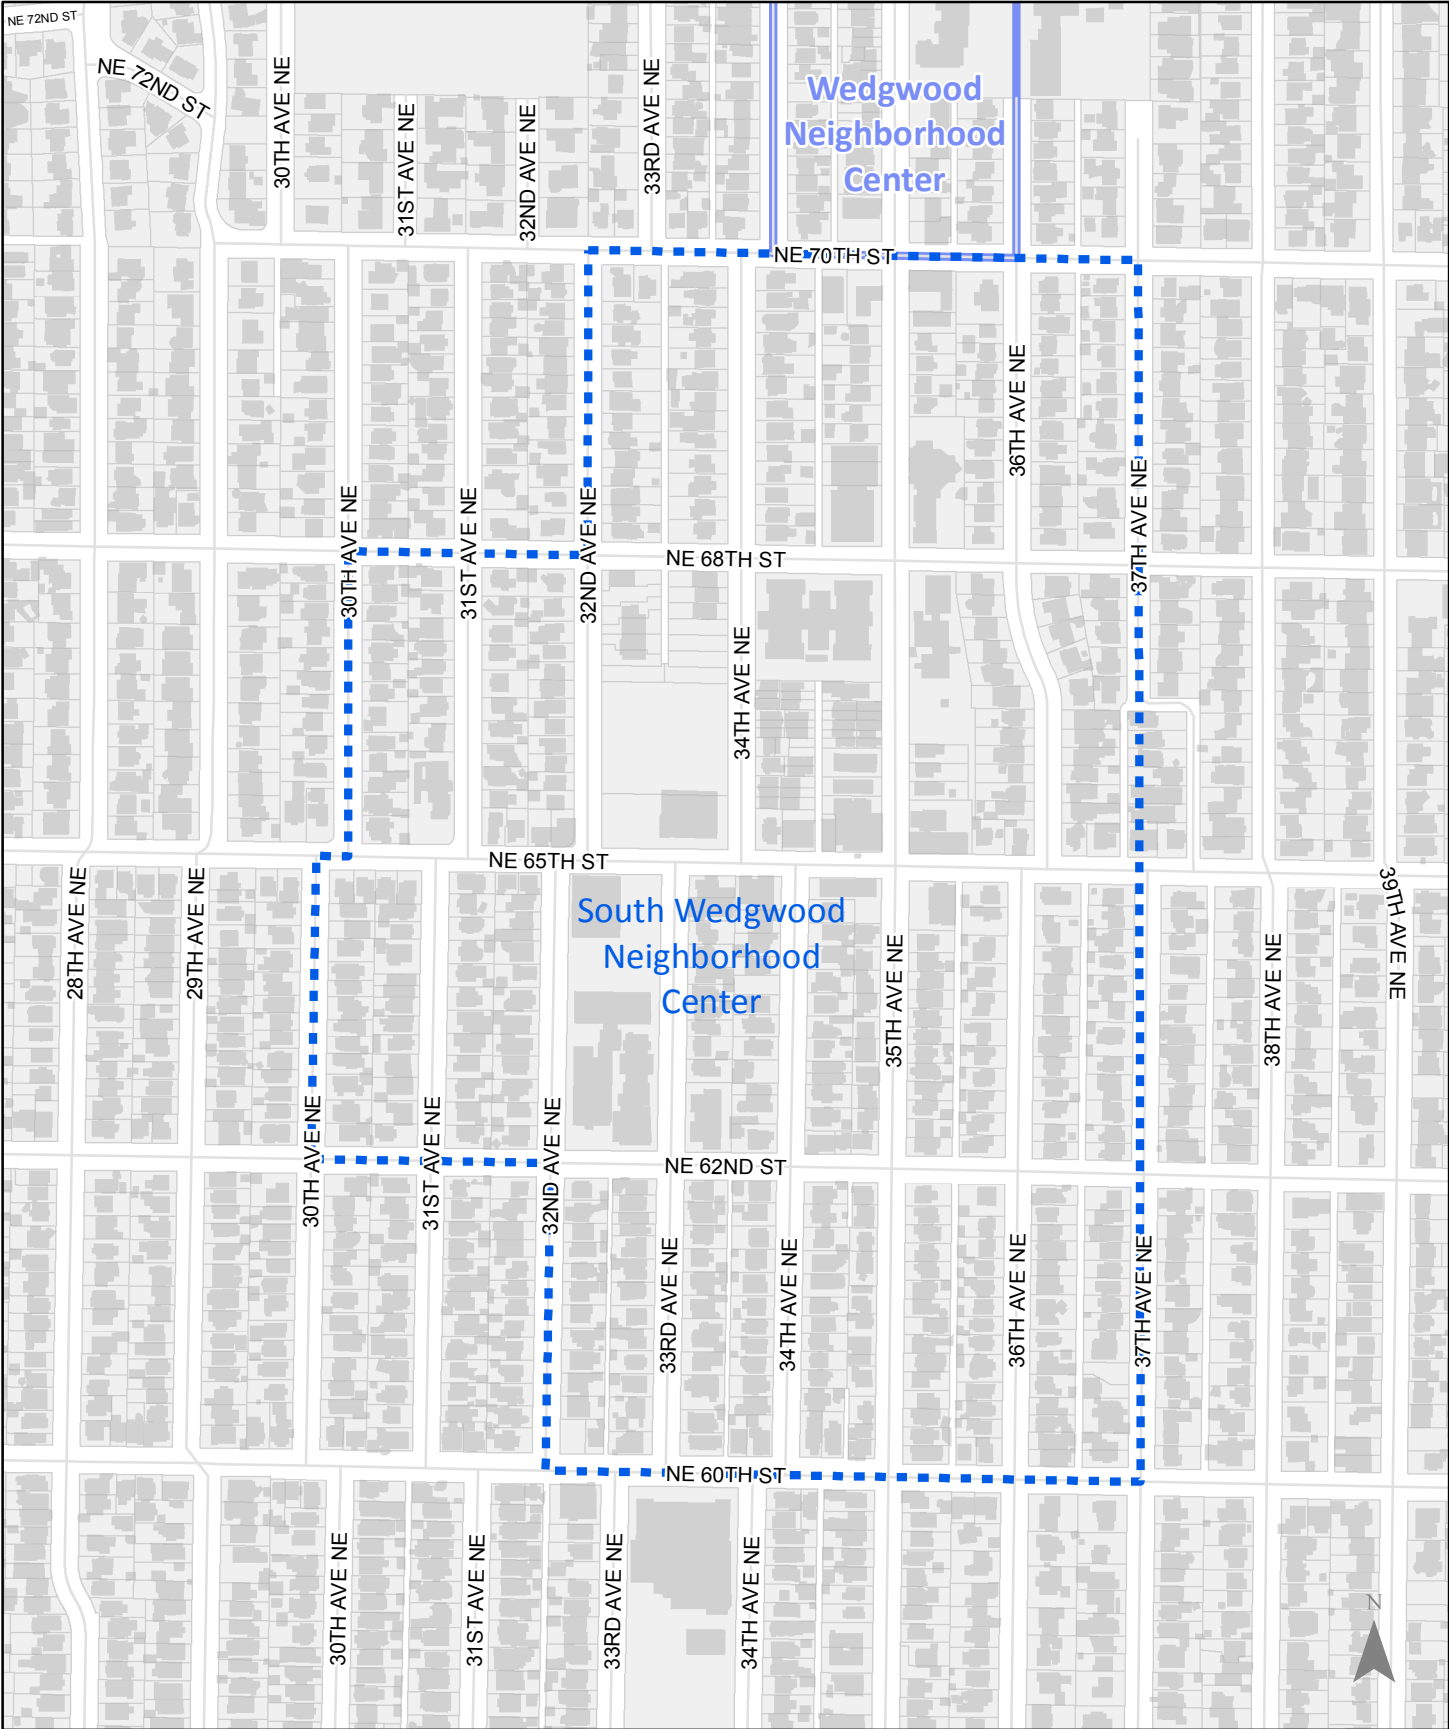 NE 72ND ST
NE 72ND ST
30TH AVE NE
31ST AVE NE
32ND AVE NE
33RD AVE NE
Wedgwood
Neighborhood
Center
NE 70TH ST
36TH AVE NE
37TH AVE NE
30TH AVE NE
31ST AVE NE
32ND AVE NE
NE 68TH ST
34TH AVE NE
NE 65TH ST
28TH AVE NE
29TH AVE NE
South Wedgwood
Neighborhood
Center
35TH AVE NE
38TH AVE NE
39TH AVE NE
30TH AVE NE
31ST AVE NE
32ND AVE NE
NE 62ND ST
33RD AVE NE
34TH AVE NE
36TH AVE NE
37TH AVE NE
NE 60TH ST
30TH AVE NE
31ST AVE NE
33RD AVE NE
34TH AVE NE
N